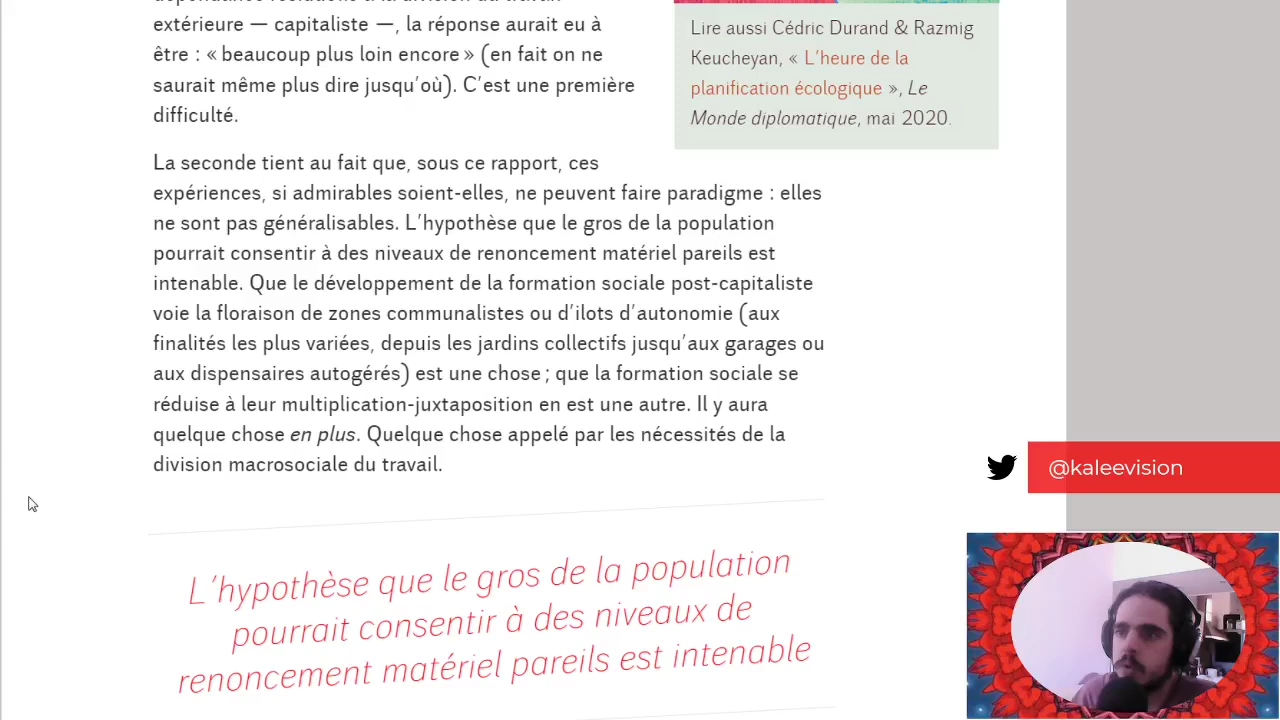 extérieure — capitaliste —, la réponse aurait eu à
être : « beaucoup plus loin encore » (en fait on ne
saurait même plus dire jusqu'où). C'est une première
difficulté.
Lire aussi Cédric Durand & Razmig
Keucheyan, « L'heure de la
planification écologique », Le
Monde diplomatique, mai 2020.
La seconde tient au fait que, sous ce rapport, ces
expériences, si admirables soient-elles, ne peuvent faire paradigme : elles
ne sont pas généralisables. L'hypothèse que le gros de la population
pourrait consentir à des niveaux de renoncement matériel pareils est
intenable. Que le développement de la formation sociale post-capitaliste
voie la floraison de zones communalistes ou d'ilots d'autonomie (aux
finalités les plus variées, depuis les jardins collectifs jusqu'aux garages ou
aux dispensaires autogérés) est une chose ; que la formation sociale se
réduise à leur multiplication-juxtaposition en est une autre. Il y aura
quelque chose en plus. Quelque chose appelé par les nécessités de la
division macrosociale du travail.
L'hypothèse que le gros de la population
pourrait consentir à des niveaux de
renoncement matériel pareils est intenable
@kaleevision